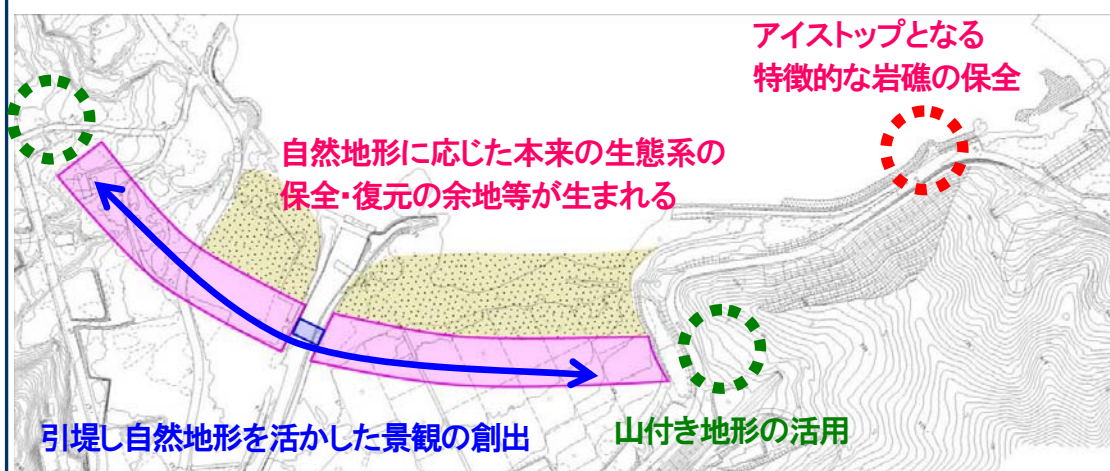 アイストップとなる
特徴的な岩礁の保全
自然地形に応じた本来の生態系の
保全・復元の余地等が生まれる
引堤し自然地形を活かした景観の創出
山付き地形の活用